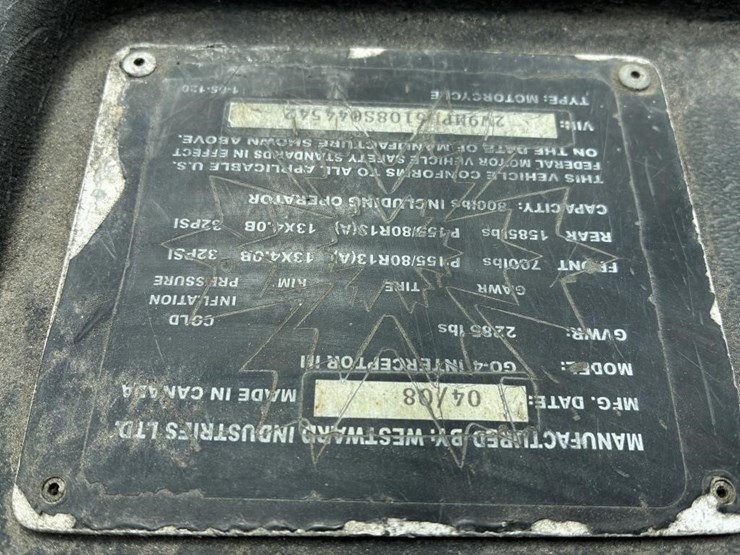 MANUFACTURED BY: WESTWARD INDUSTRIES LTD.
MFG. DATE: 04/08 MADE IN CANADA
MODEL: GO-4 INTERCEPTOR III
GVWR: 2285 lbs
GAWR TIRE RIM COLD INFLATION PRESSURE
FRONT 700lbs P155/80R13(A) 13X4.0B 32PSI
REAR 1585lbs P155/80R13(A) 13X4.0B 32PSI
CAPACITY: 800lbs INCLUDING OPERATOR
THIS VEHICLE CONFORMS TO ALL APPLICABLE U.S.
FEDERAL MOTOR VEHICLE SAFETY STANDARDS IN EFFECT
ON THE DATE OF MANUFACTURE SHOWN ABOVE.
VIN:
TYPE: MOTORCYCLE 1-65-120